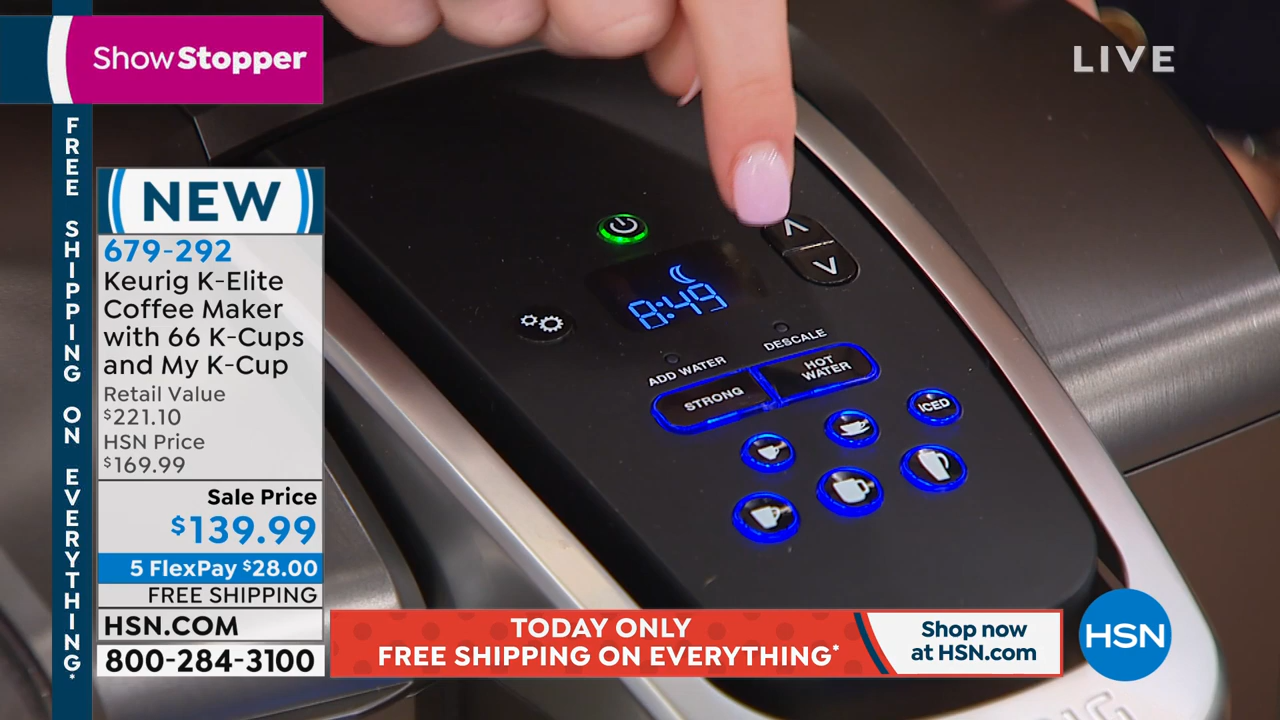 Show Stopper
LIVE
FREE SHIPPING ON EVERYTHING*
NEW
679-292
Keurig K-Elite
Coffee Maker
with 66 K-Cups
and My K-Cup
Retail Value
$221.10
HSN Price
$169.99
Sale Price
$139.99
5 FlexPay $28.00
FREE SHIPPING
HSN.COM
800-284-3100
8:49
ADD WATER
DESCALE
STRONG
HOT
WATER
ICED
TODAY ONLY
FREE SHIPPING ON EVERYTHING*
Shop now
at HSN.com
HSN